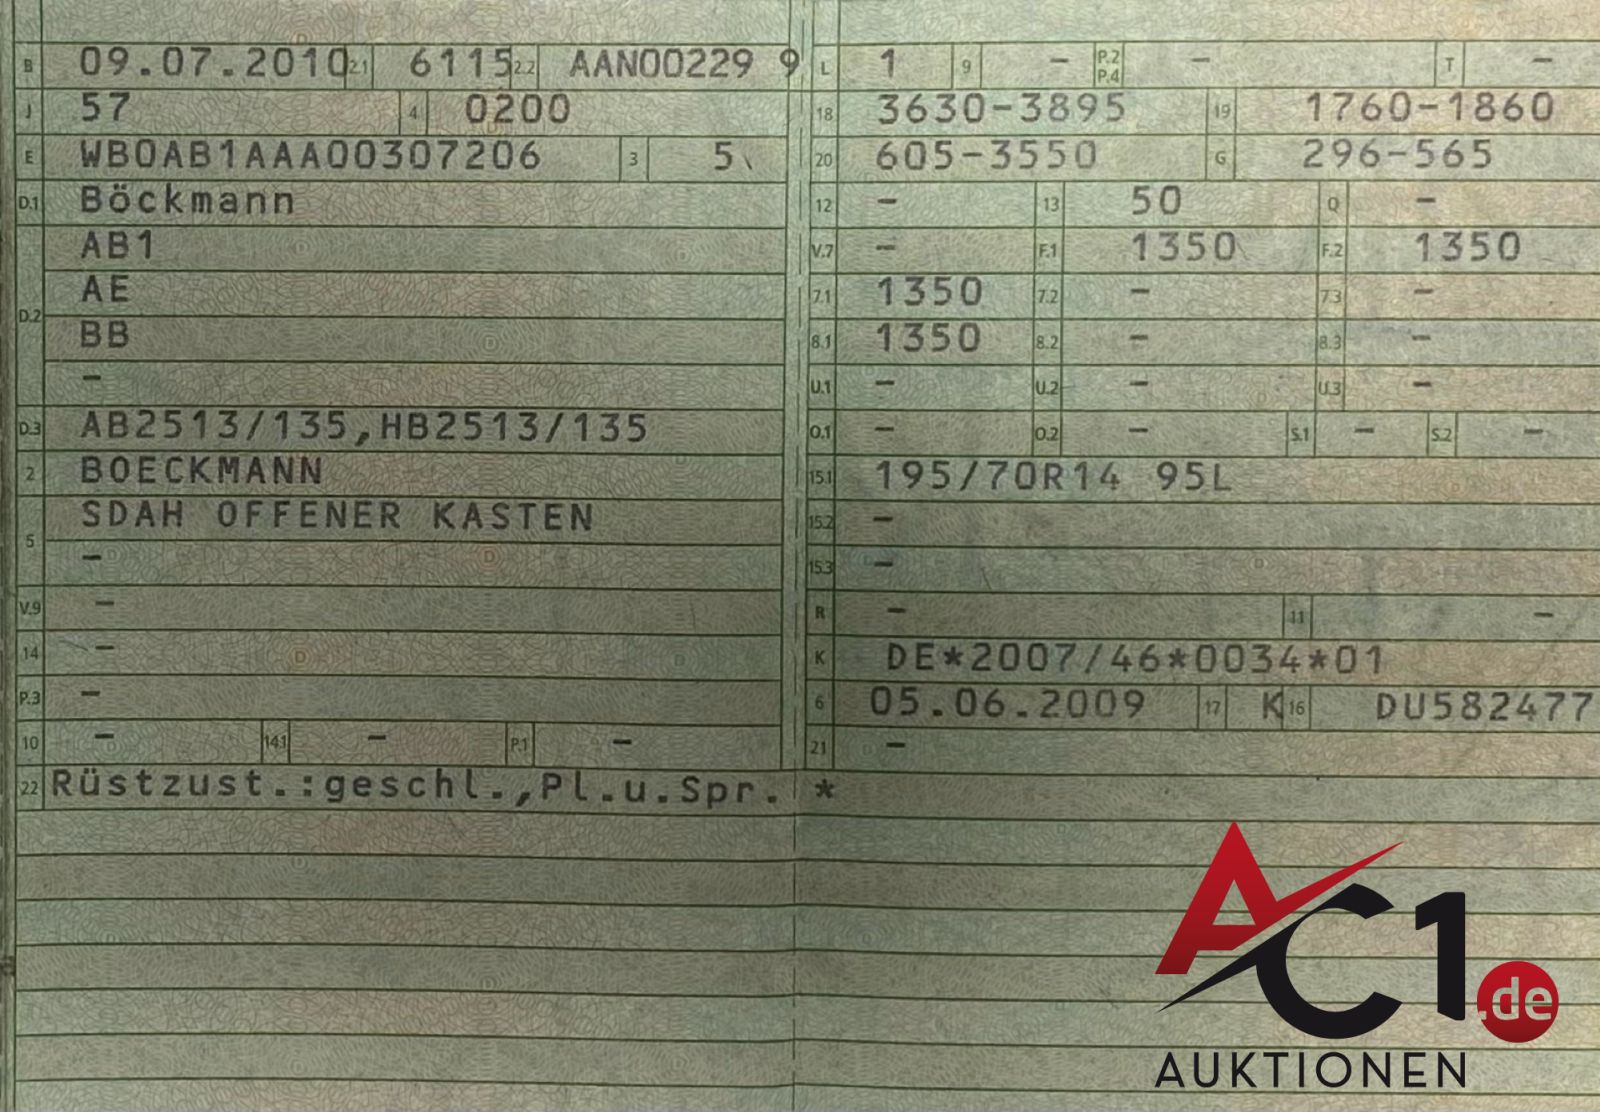 B 09.07.2010 2.1 6115 2.2 AAN00229 9
J 57 4 0200
E WB0AB1AAA00307206 3 5
D.1 Böckmann
AB1
D.2 AE
BB
-
D.3 AB2513/135,HB2513/135
2 BOECKMANN
5 SDAH OFFENER KASTEN
-
V.9 -
14 -
P.3 -
10 - 14.1 - P.1 -
22 Rüstzust.:geschl.,Pl.u.Spr. *
L 1 9 - P.2 P.4 - T -
18 3630-3895 19 1760-1860
20 605-3550 G 296-565
12 - 13 50 Q -
V.7 - F.1 1350 F.2 1350
7.1 1350 7.2 - 7.3 -
8.1 1350 8.2 - 8.3 -
U.1 - U.2 - U.3 -
O.1 - O.2 - S.1 - S.2 -
15.1 195/70R14 95L
15.2 -
15.3 -
R - 11 -
K DE*2007/46*0034*01
6 05.06.2009 17 K 16 DU582477
21 -
AC1.de
AUKTIONEN